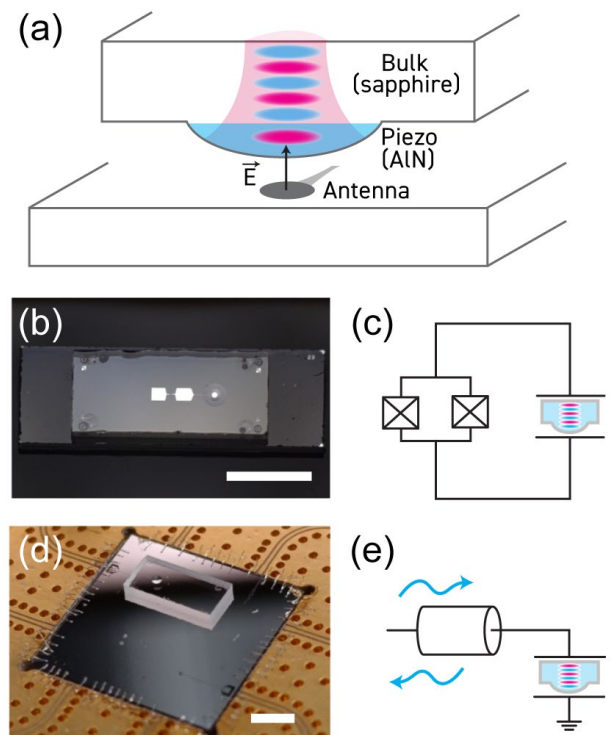 (a)
Bulk
(sapphire)
Piezo
(AlN)
E
Antenna
(b)
(c)
(d)
(e)